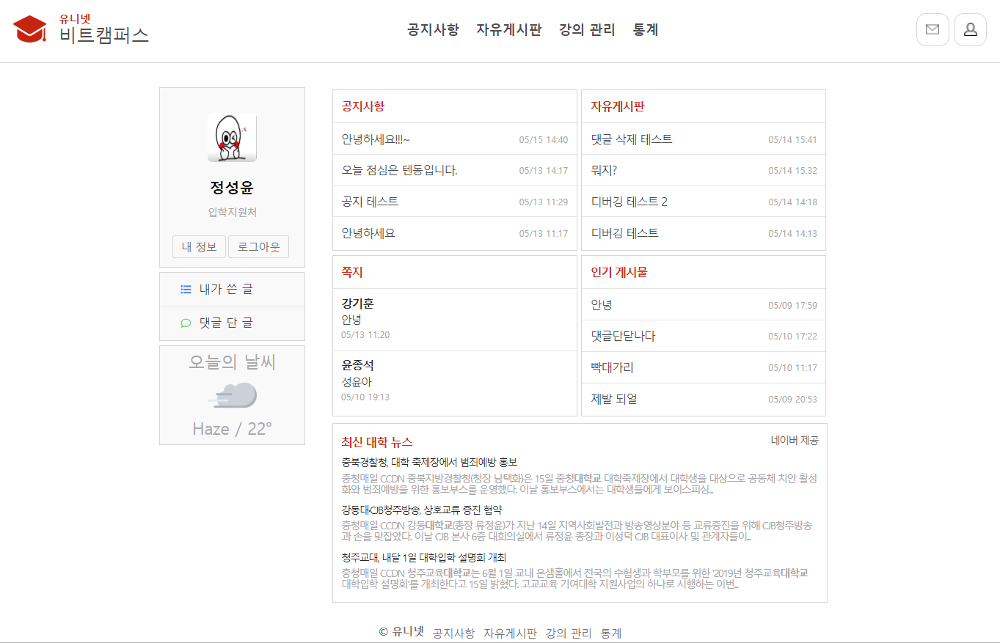 유니넷
비트캠퍼스
공지사항 자유게시판 강의 관리 통계
정성윤
입학지원처
내 정보 로그아웃
내가 쓴 글
댓글 단 글
오늘의 날씨
Haze / 22°
공지사항
안녕하세요!!!~ 05/15 14:40
오늘 점심은 텐동입니다. 05/13 14:17
공지 테스트 05/13 11:29
안녕하세요 05/13 11:17
자유게시판
댓글 삭제 테스트 05/14 15:41
뭐지? 05/14 15:32
디버깅 테스트 2 05/14 14:18
디버깅 테스트 05/14 14:13
쪽지
강기훈
안녕
05/13 11:20
윤종석
성윤아
05/10 19:13
인기 게시물
안녕 05/09 17:59
댓글단닫나다 05/10 17:22
빡대가리 05/10 11:17
제발 되얼 05/09 20:53
최신 대학 뉴스 네이버 제공
충북경찰청, 대학 축제장에서 범죄예방 홍보
충청매일 CCDN 충북지방경찰청(청장 남택화)은 15일 충청대학교 대학축제장에서 대학생을 대상으로 공동체 치안 활성
화와 범죄예방을 위한 홍보부스를 운영했다. 이날 홍보부스에서는 대학생들에게 보이스피싱...
강동대·CJB청주방송, 상호교류 증진 협약
충청매일 CCDN 강동대학교(총장 류정윤)가 지난 14일 지역사회발전과 방송영상분야 등 교류증진을 위해 CJB청주방송
과 손을 맞잡았다. 이날 CJB 본사 6층 대회의실에서 류정윤 총장과 이성덕 CJB 대표이사 및 관계자들이...
청주교대, 내달 1일 대학입학 설명회 개최
충청매일 CCDN 청주교육대학교는 6월 1일 교내 온샘홀에서 전국의 수험생과 학부모를 위한 '2019년 청주교육대학교
대학입학 설명회'를 개최한다고 15일 밝혔다. 고교교육 기여대학 지원사업의 하나로 시행하는 이번...
© 유니넷 공지사항 자유게시판 강의 관리 통계